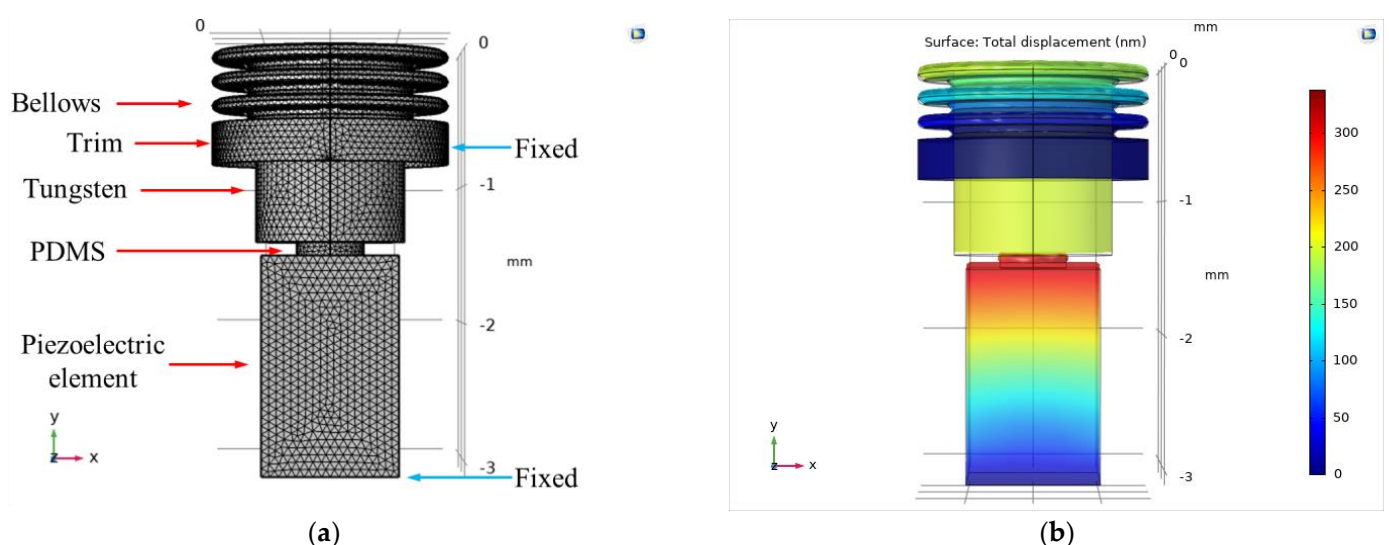 0
0
Bellows
Trim
Fixed
Tungsten
-1
PDMS
mm
-2
Piezoelectric
element
y
z
x
-3
Fixed
(a)
mm
Surface: Total displacement (nm)
0
0
300
250
-1
200
mm
150
-2
100
50
y
z
x
0
-3
(b)